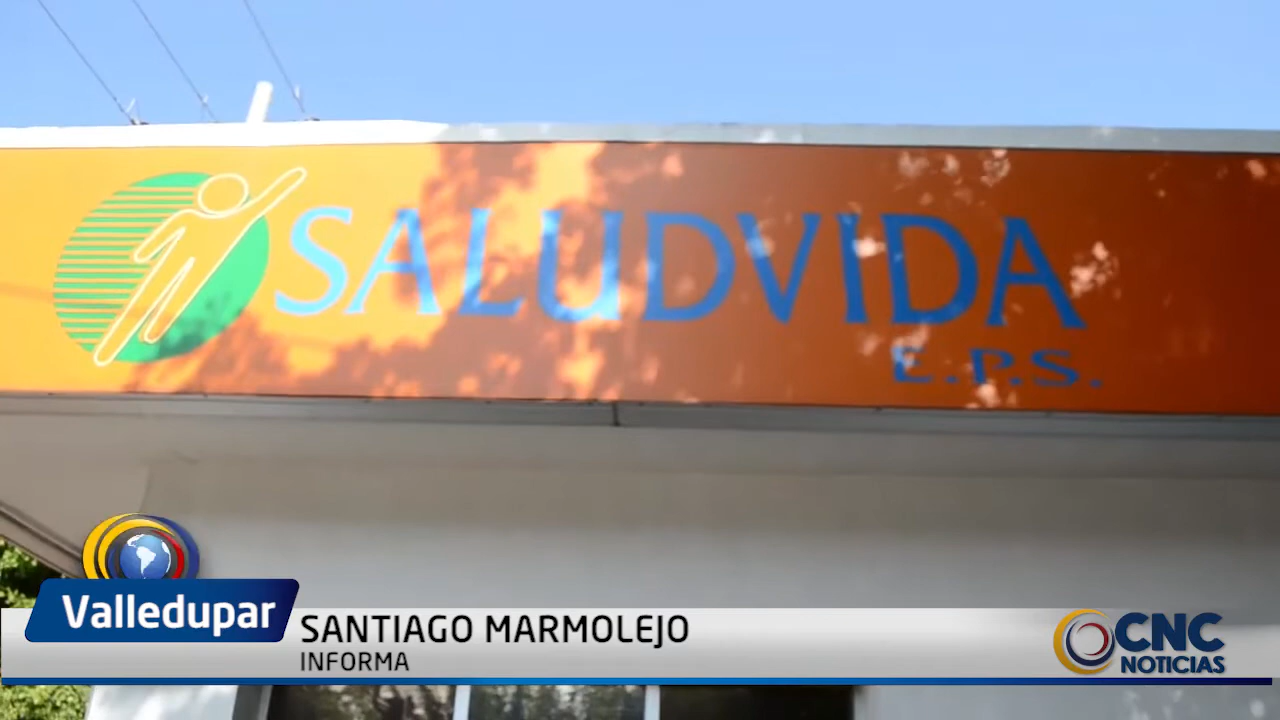 SALUDVIDA
E.P.S.
Valledupar
SANTIAGO MARMOLEJO
INFORMA
CNC
NOTICIAS